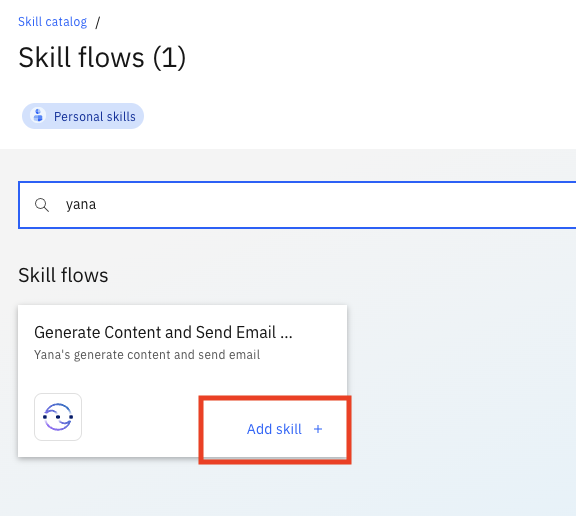 Skill catalog /
Skill flows (1)
Personal skills
yana
Skill flows
Generate Content and Send Email ...
Yana's generate content and send email
Add skill +